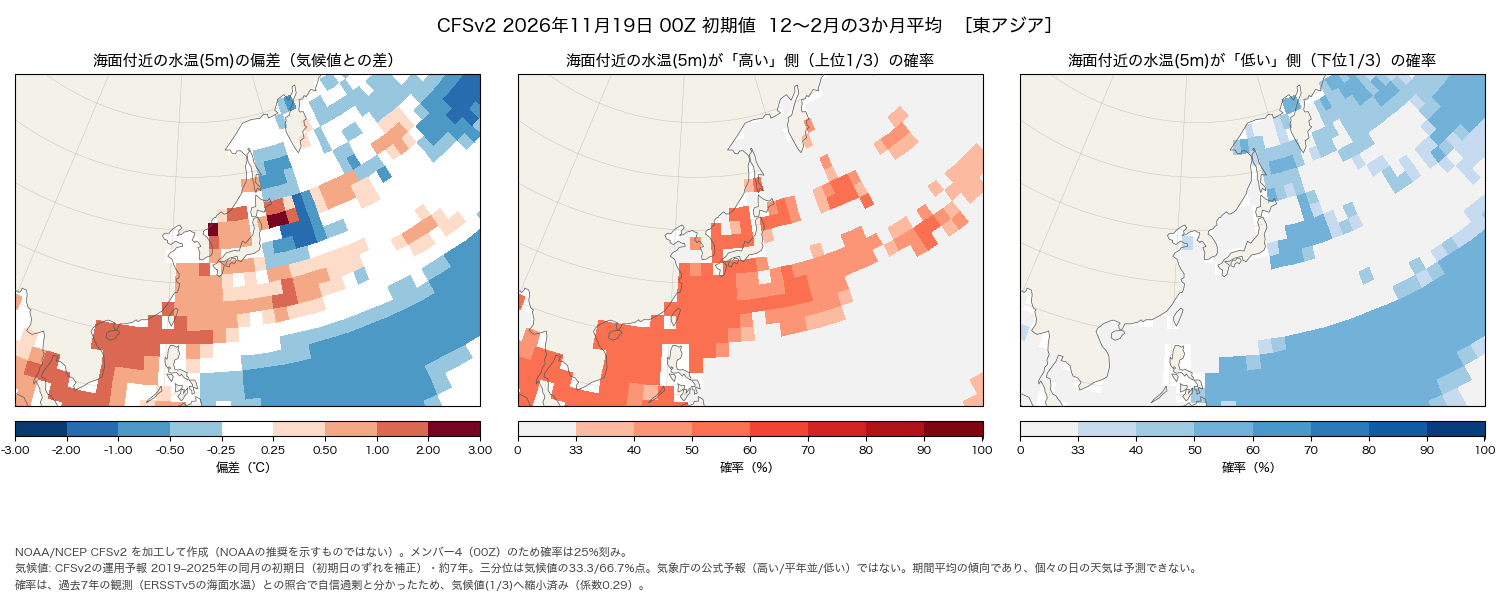 CFSv2 2026年11月19日 00Z 初期値 12～2月の3か月平均 ［東アジア］
海面付近の水温(5m)の偏差（気候値との差）
海面付近の水温(5m)が「高い」側（上位1/3）の確率
海面付近の水温(5m)が「低い」側（下位1/3）の確率
-3.00 -2.00 -1.00 -0.50 -0.25 0.25 0.50 1.00 2.00 3.00
偏差（℃）
0 33 40 50 60 70 80 90 100
確率（%）
0 33 40 50 60 70 80 90 100
確率（%）
NOAA/NCEP CFSv2 を加工して作成（NOAAの推奨を示すものではない）。メンバー4（00Z）のため確率は25%刻み。
気候値: CFSv2の運用予報 2019–2025年の同月の初期日（初期日のずれを補正）・約7年。三分位は気候値の33.3/66.7%点。気象庁の公式予報（高い/平年並/低い）ではない。期間平均の傾向であり、個々の日の天気は予測できない。
確率は、過去7年の観測（ERSSTv5の海面水温）との照合で自信過剰と分かったため、気候値(1/3)へ縮小済み（係数0.29）。